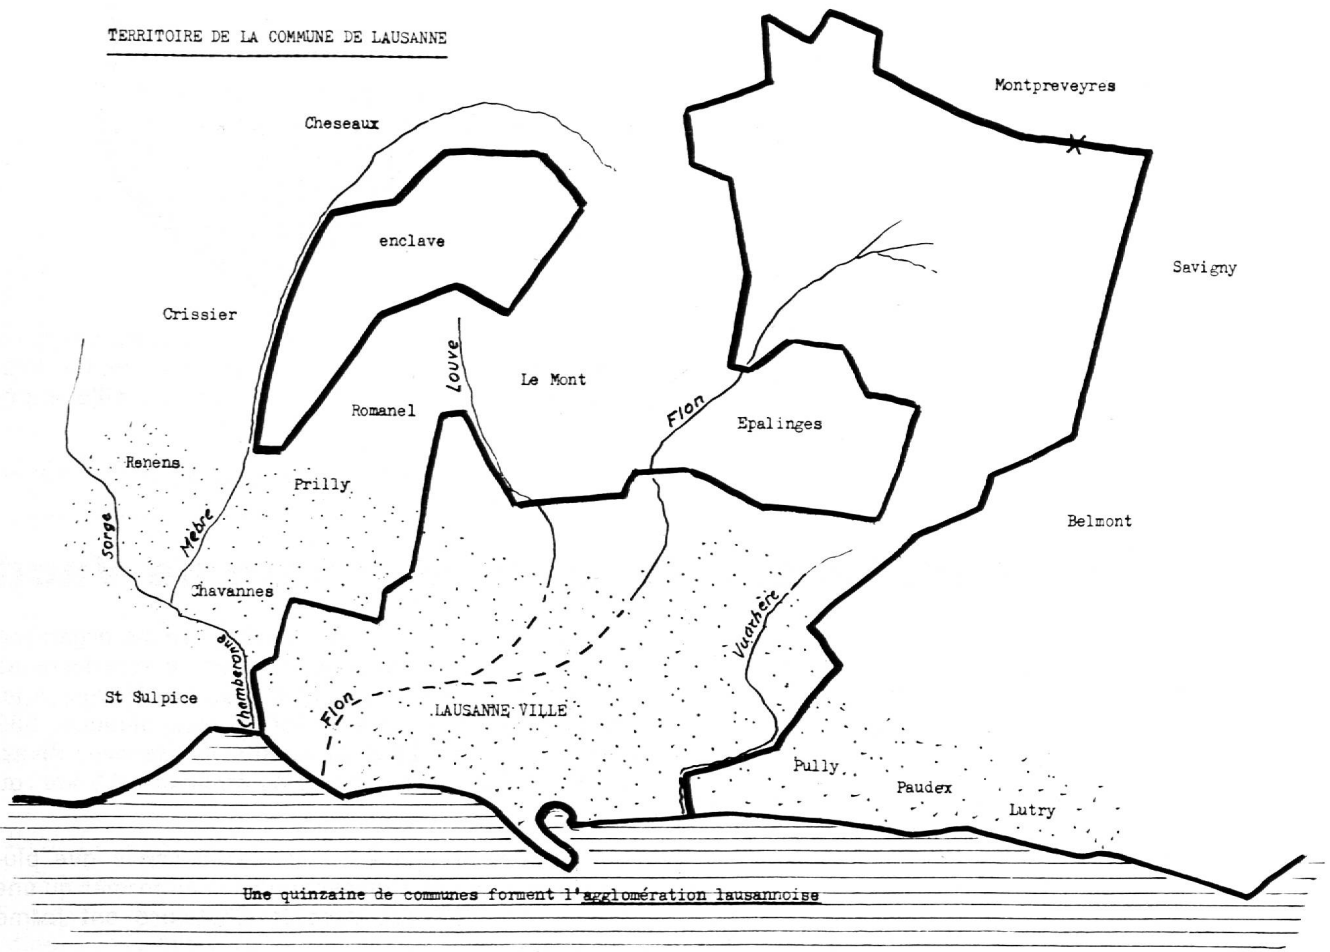 TERRITOIRE DE LA COMMUNE DE LAUSANNE
Montpreveyres
Cheseaux
enclave
Savigny
Crissier
Louve
Le Mont
Romanel
Flon
Epalinges
Renens
Prilly
Sorge
Mèbre
Belmont
Chavannes
Vuachère
Chamberonne
St Sulpice
Flon
LAUSANNE VILLE
Pully
Paudex
Lutry
Une quinzaine de communes forment l'agglomération lausannoise